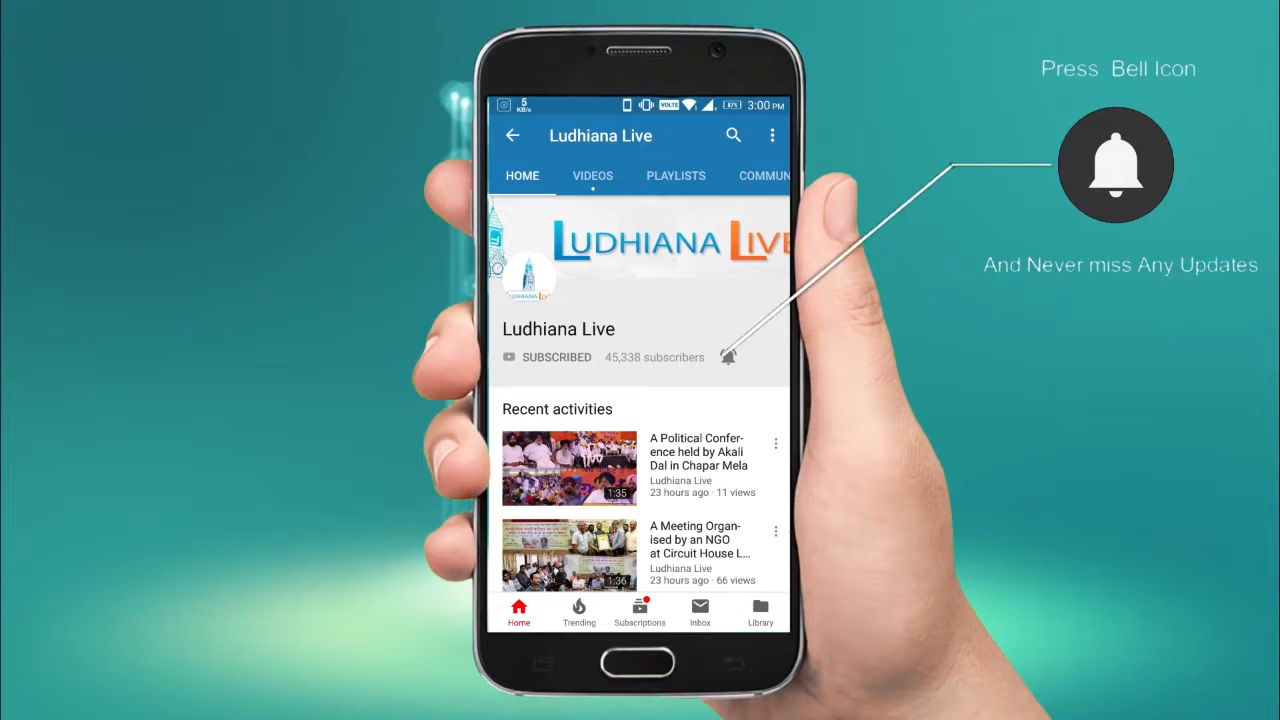 Press Bell Icon
5
KB/s
VOLTE
87%
3:00 PM
Ludhiana Live
HOME VIDEOS PLAYLISTS COMMUN
LUDHIANA LIVE
LUDHIANA LIVE
And Never miss Any Updates
Ludhiana Live
SUBSCRIBED 45,338 subscribers
Recent activities
A Political Confer-
ence held by Akali
Dal in Chapar Mela
Ludhiana Live
23 hours ago · 11 views
1:35
A Meeting Organ-
ised by an NGO
at Circuit House L...
Ludhiana Live
23 hours ago · 66 views
1:36
Home Trending Subscriptions Inbox Library